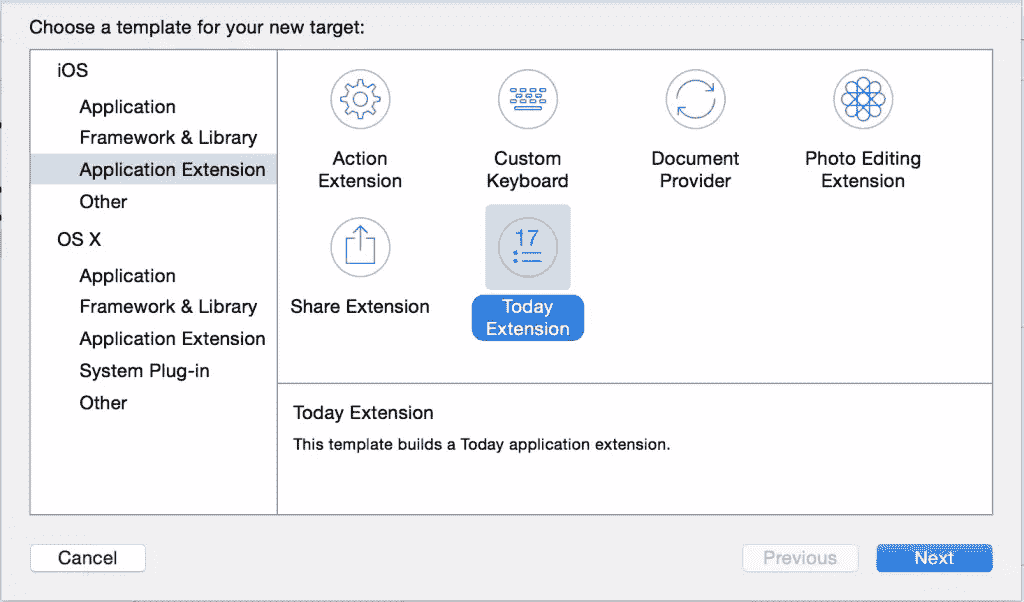 Choose a template for your new target:
iOS
Application
Framework & Library
Application Extension
Other
OS X
Application
Framework & Library
Application Extension
System Plug-in
Other
Action
Extension
Custom
Keyboard
Document
Provider
Photo Editing
Extension
Share Extension
17
Today
Extension
Today Extension
This template builds a Today application extension.
Cancel
Previous
Next